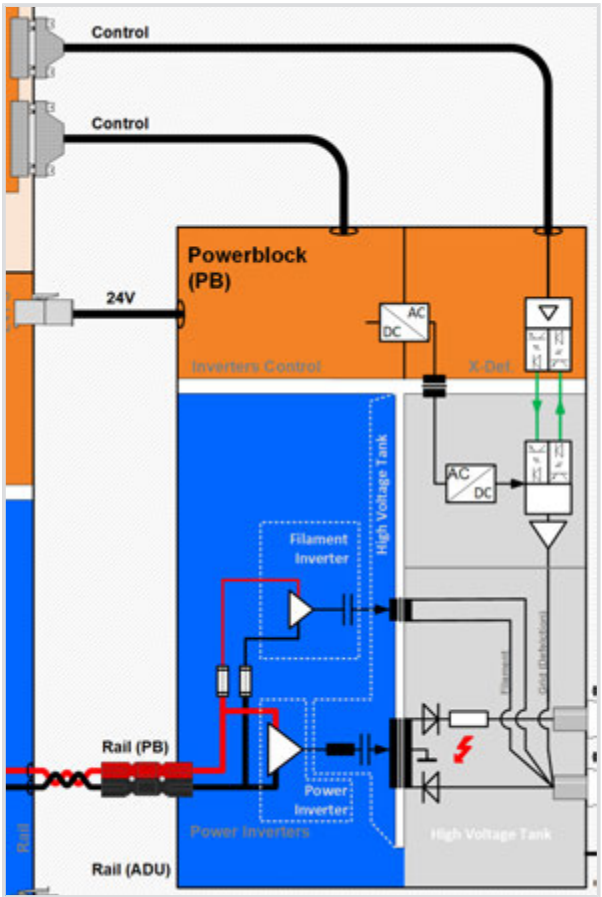 Control
Control
Powerblock
(PB)
24V
AC
DC
Inverters Control
X-Def.
High Voltage Tank
AC
DC
Filament
Inverter
Filament
Grid (Defelction)
Rail (PB)
Power
Inverter
Power Inverters
High Voltage Tank
Rail
Rail (ADU)